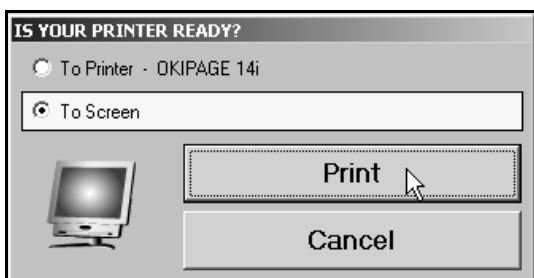 IS YOUR PRINTER READY?
To Printer - OKIPAGE 14i
To Screen
Print
Cancel